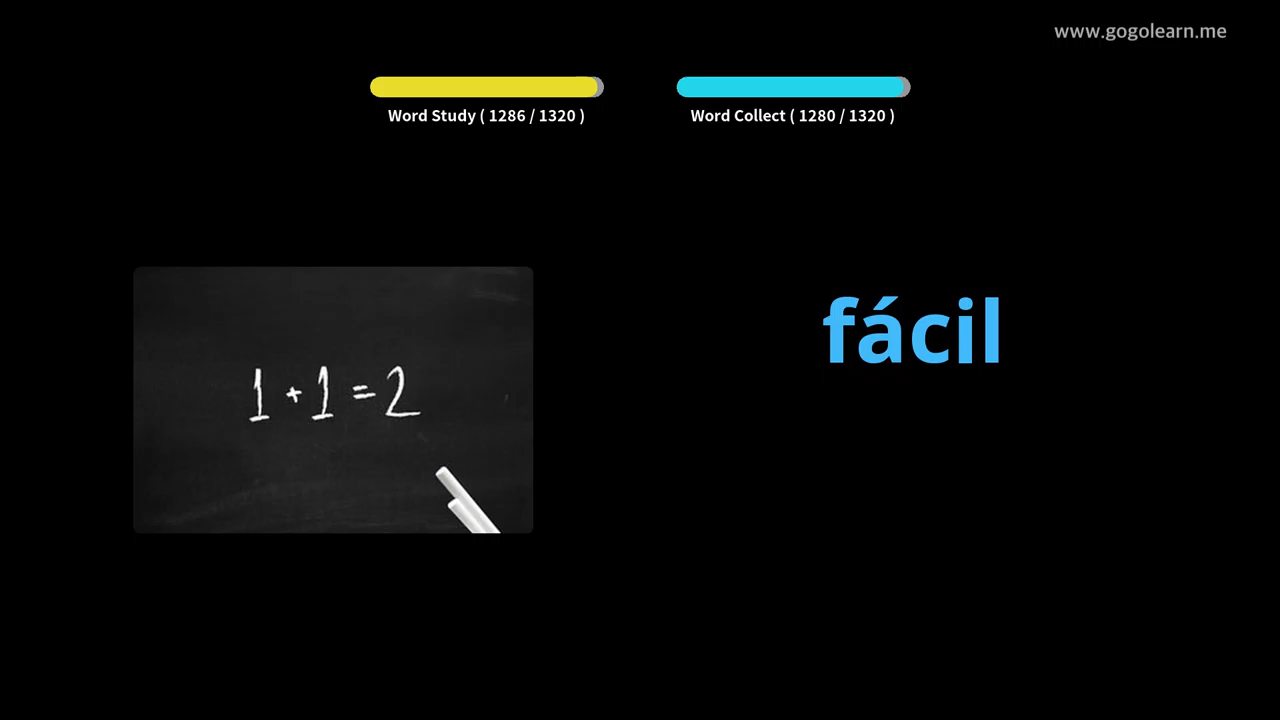 www.gogolearn.me
Word Study ( 1286 / 1320 )
Word Collect ( 1280 / 1320 )
1 + 1 = 2
fácil